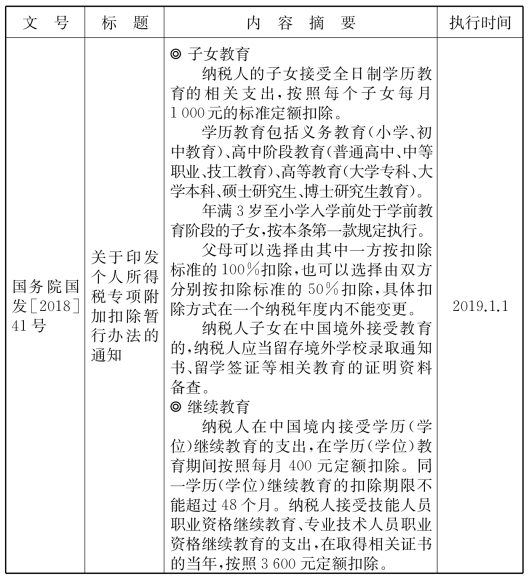 文 号 标 题 内 容 摘 要 执行时间
国务院国
发[2018]
41号
关于印发
个人所得
税专项附
加扣除暂
行办法的
通知
◎ 子女教育
纳税人的子女接受全日制学历教
育的相关支出,按照每个子女每月
1 000元的标准定额扣除。
学历教育包括义务教育(小学、初
中教育)、高中阶段教育(普通高中、中等
职业、技工教育)、高等教育(大学专科、大
学本科、硕士研究生、博士研究生教育)。
年满3岁至小学入学前处于学前教
育阶段的子女,按本条第一款规定执行。
父母可以选择由其中一方按扣除
标准的100%扣除,也可以选择由双方
分别按扣除标准的50%扣除,具体扣
除方式在一个纳税年度内不能变更。
纳税人子女在中国境外接受教育
的,纳税人应当留存境外学校录取通知
书、留学签证等相关教育的证明资料
备查。
◎ 继续教育
纳税人在中国境内接受学历(学
位)继续教育的支出,在学历(学位)教
育期间按照每月400元定额扣除。同
一学历(学位)继续教育的扣除期限不
能超过48个月。纳税人接受技能人员
职业资格继续教育、专业技术人员职业
资格继续教育的支出,在取得相关证书
的当年,按照3 600元定额扣除。
2019.1.1